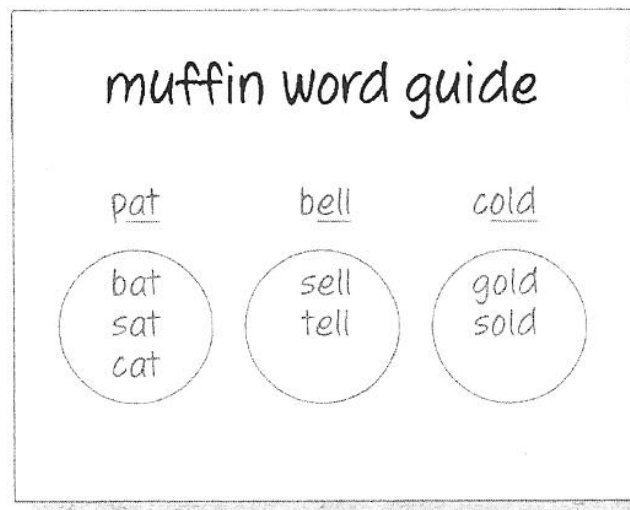 muffin word guide
pat bell cold
bat sell gold
sat tell sold
cat